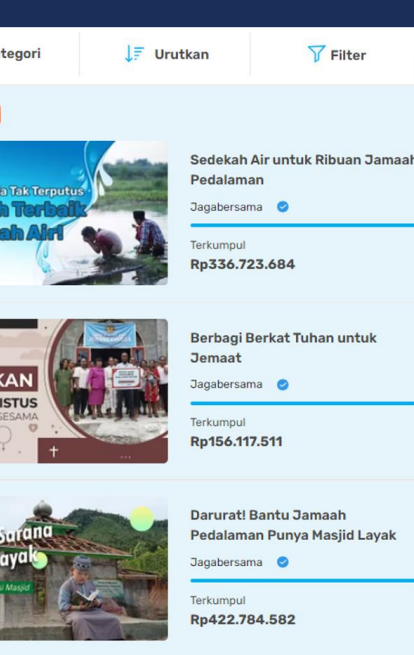 tegori
Urutkan
Filter
a Tak Terputus
h Terbaik
ah Air!
Sedekah Air untuk Ribuan Jamaah
Pedalaman
Jagabersama
Terkumpul
Rp336.723.684
KAN
ISTUS
SESAMA
Berbagi Berkat Tuhan untuk
Jemaat
Jagabersama
Terkumpul
Rp156.117.511
Sarana
ayak
si Masjid
Darurat! Bantu Jamaah
Pedalaman Punya Masjid Layak
Jagabersama
Terkumpul
Rp422.784.582